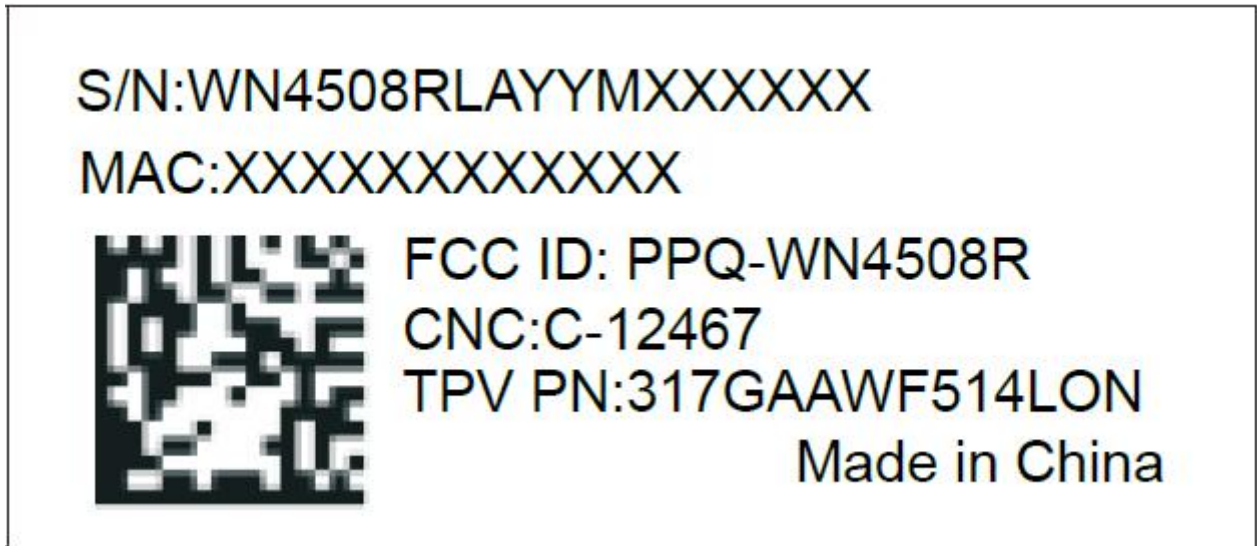 S/N:WN4508RLAYYMXXXXXX
MAC:XXXXXXXXXXXX
FCC ID: PPQ-WN4508R
CNC:C-12467
TPV PN:317GAAWF514LON
Made in China